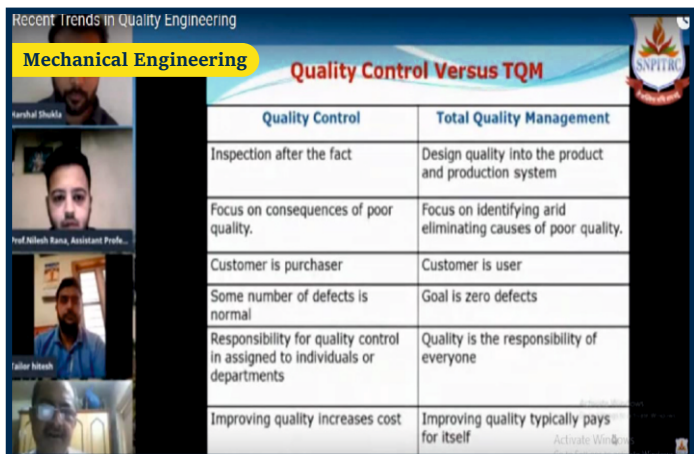 Recent Trends in Quality Engineering
Mechanical Engineering
SNPITRC
Quality Control Versus TQM
Quality Control
Total Quality Management
Inspection after the fact
Design quality into the product
and production system
Focus on consequences of poor
quality.
Focus on identifying arid
eliminating causes of poor quality.
Customer is purchaser
Customer is user
Some number of defects is
normal
Goal is zero defects
Responsibility for quality control
in assigned to individuals or
departments
Quality is the responsibility of
everyone
Improving quality increases cost
Improving quality typically pays
for itself
Harshal Shukla
Prof.Nilesh Rana, Assistant Profe...
Tailor hitesh
Activate Windows
Activate Windows